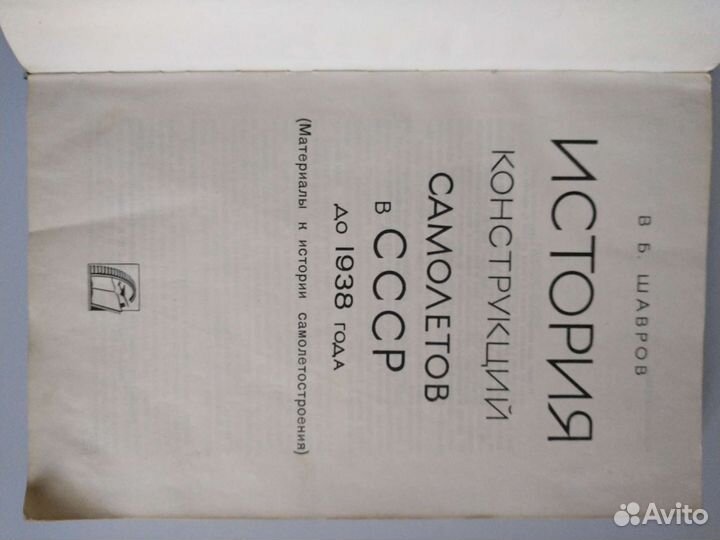 В. Б. ШАВРОВ
ИСТОРИЯ
КОНСТРУКЦИЙ
САМОЛЕТОВ
В СССР
ДО 1938 ГОДА
(Материалы к истории самолетостроения)
Avito